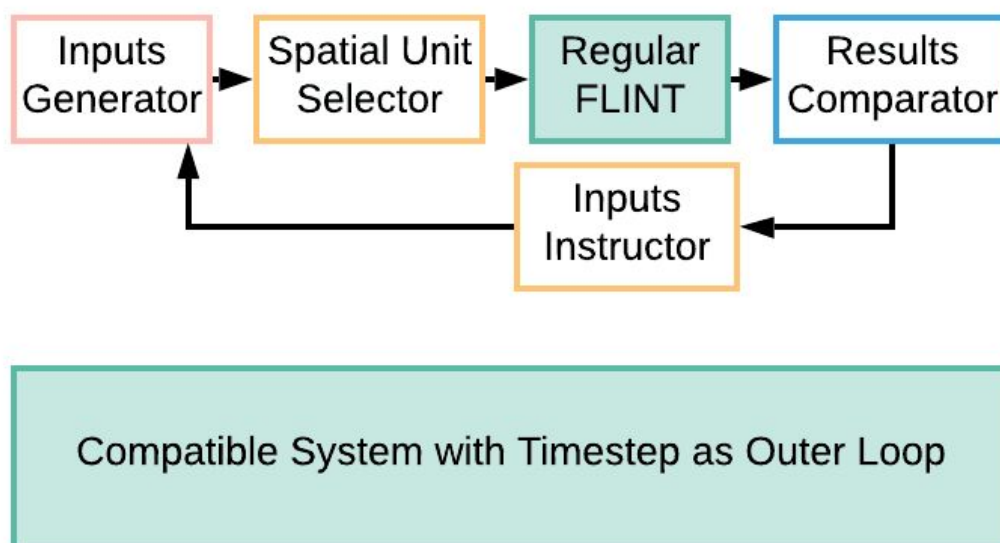 Inputs
Generator
Spatial Unit
Selector
Regular
FLINT
Results
Comparator
Inputs
Instructor
Compatible System with Timestep as Outer Loop